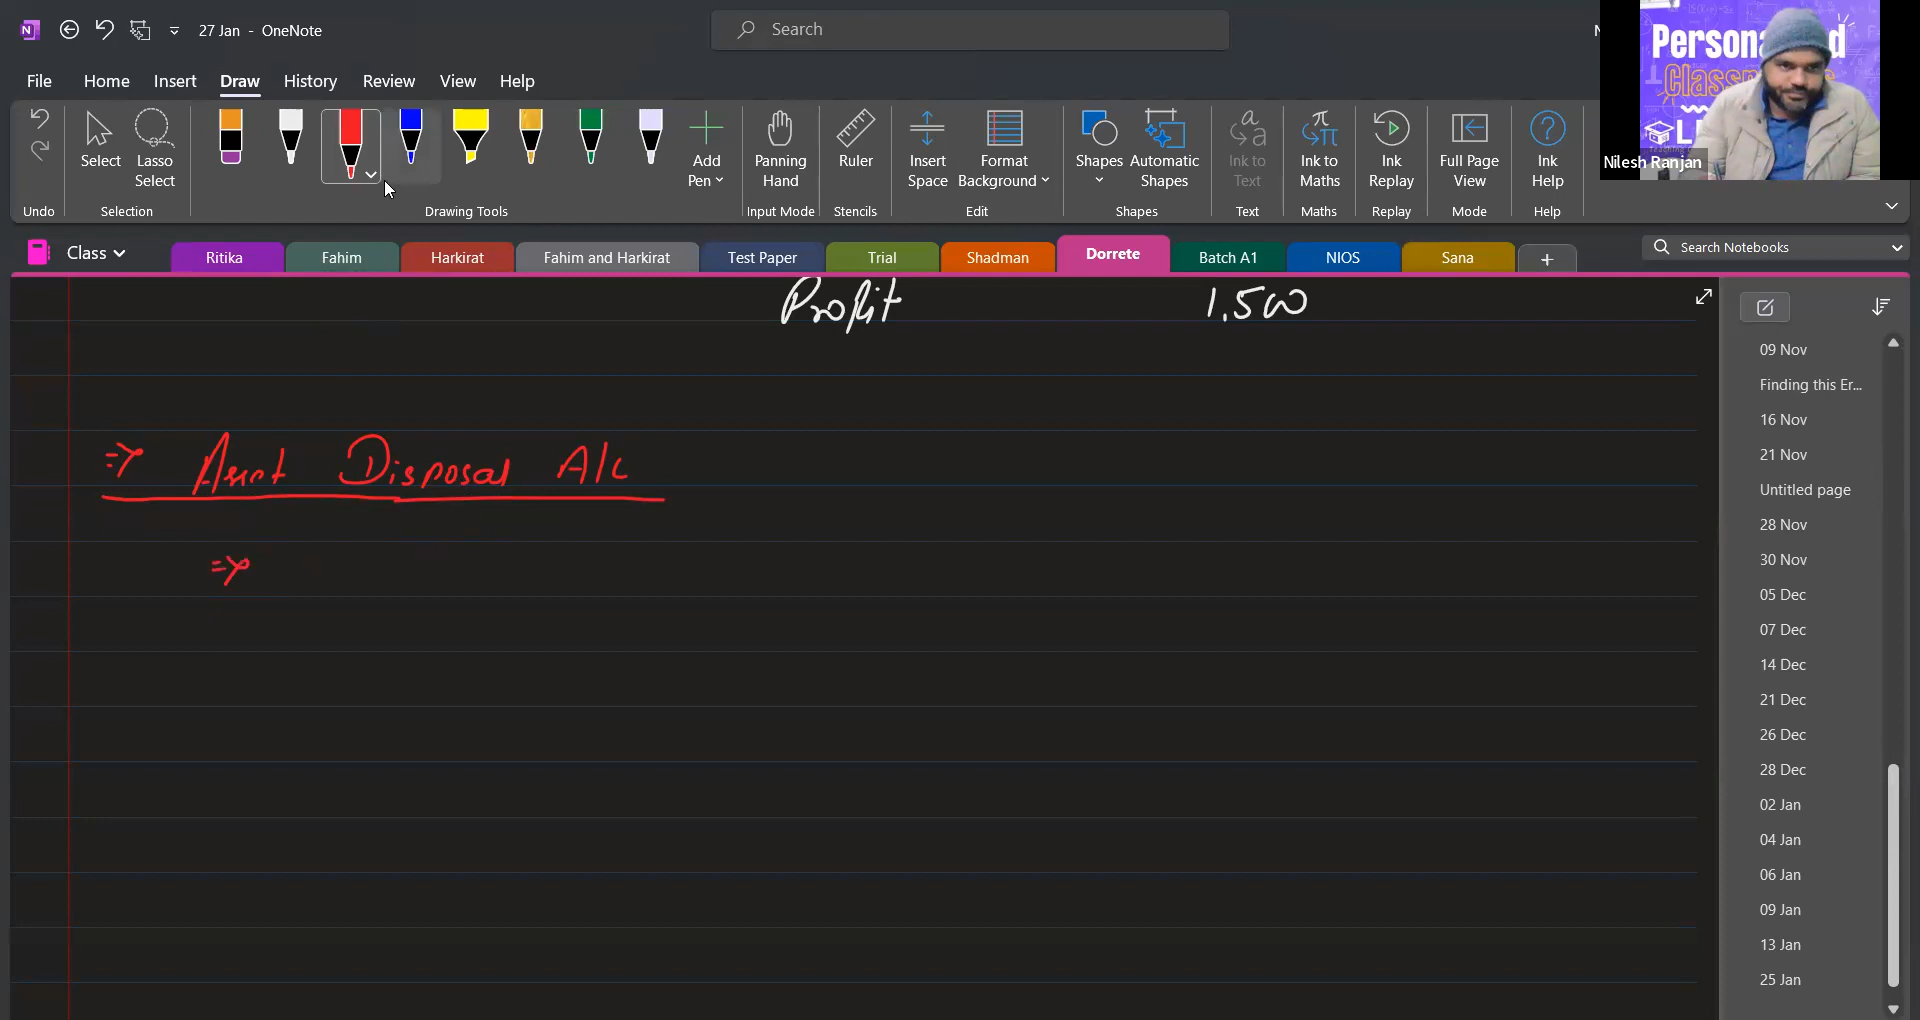 27 Jan - OneNote
Search
File Home Insert Draw History Review View Help
Select
Lasso Select
Add Pen
Panning Hand
Ruler
Insert Space
Format Background
Shapes
Automatic Shapes
Ink to Text
Ink to Maths
Ink Replay
Full Page View
Ink Help
Undo Selection Drawing Tools Input Mode Stencils Edit Shapes Text Maths Replay Mode Help
Nilesh Ranjan
Class Ritika Fahim Harkirat Fahim and Harkirat Test Paper Trial Shadman Dorrete Batch A1 NIOS Sana + Search Notebooks
Profit 1.500
=> Asset Disposal A/c
=>
09 Nov
Finding this Er...
16 Nov
21 Nov
Untitled page
28 Nov
30 Nov
05 Dec
07 Dec
14 Dec
21 Dec
26 Dec
28 Dec
02 Jan
04 Jan
06 Jan
09 Jan
13 Jan
25 Jan